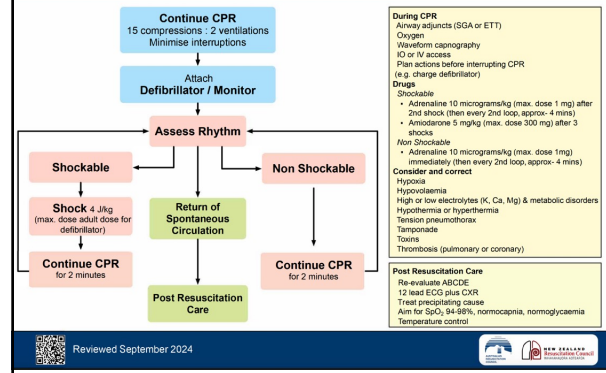 Continue CPR
15 compressions : 2 ventilations
Minimise interruptions
Attach
Defibrillator / Monitor
Assess Rhythm
Shockable
Non Shockable
Shock 4 J/kg
(max. dose adult dose for
defibrillator)
Return of
Spontaneous
Circulation
Continue CPR
for 2 minutes
Continue CPR
for 2 minutes
Post Resuscitation
Care
During CPR
Airway adjuncts (SGA or ETT)
Oxygen
Waveform capnography
IO or IV access
Plan actions before interrupting CPR
(e.g. charge defibrillator)
Drugs
Shockable
• Adrenaline 10 micrograms/kg (max. dose 1 mg) after
2nd shock (then every 2nd loop, approx- 4 mins)
• Amiodarone 5 mg/kg (max. dose 300 mg) after 3
shocks
Non Shockable
• Adrenaline 10 micrograms/kg (max. dose 1mg)
immediately (then every 2nd loop, approx- 4 mins)
Consider and correct
Hypoxia
Hypovolaemia
High or low electrolytes (K, Ca, Mg) & metabolic disorders
Hypothermia or hyperthermia
Tension pneumothorax
Tamponade
Toxins
Thrombosis (pulmonary or coronary)
Post Resuscitation Care
Re-evaluate ABCDE
12 lead ECG plus CXR
Treat precipitating cause
Aim for SpO₂ 94-98%, normocapnia, normoglycaemia
Temperature control
Reviewed September 2024
NEW ZEALAND
Resuscitation Council